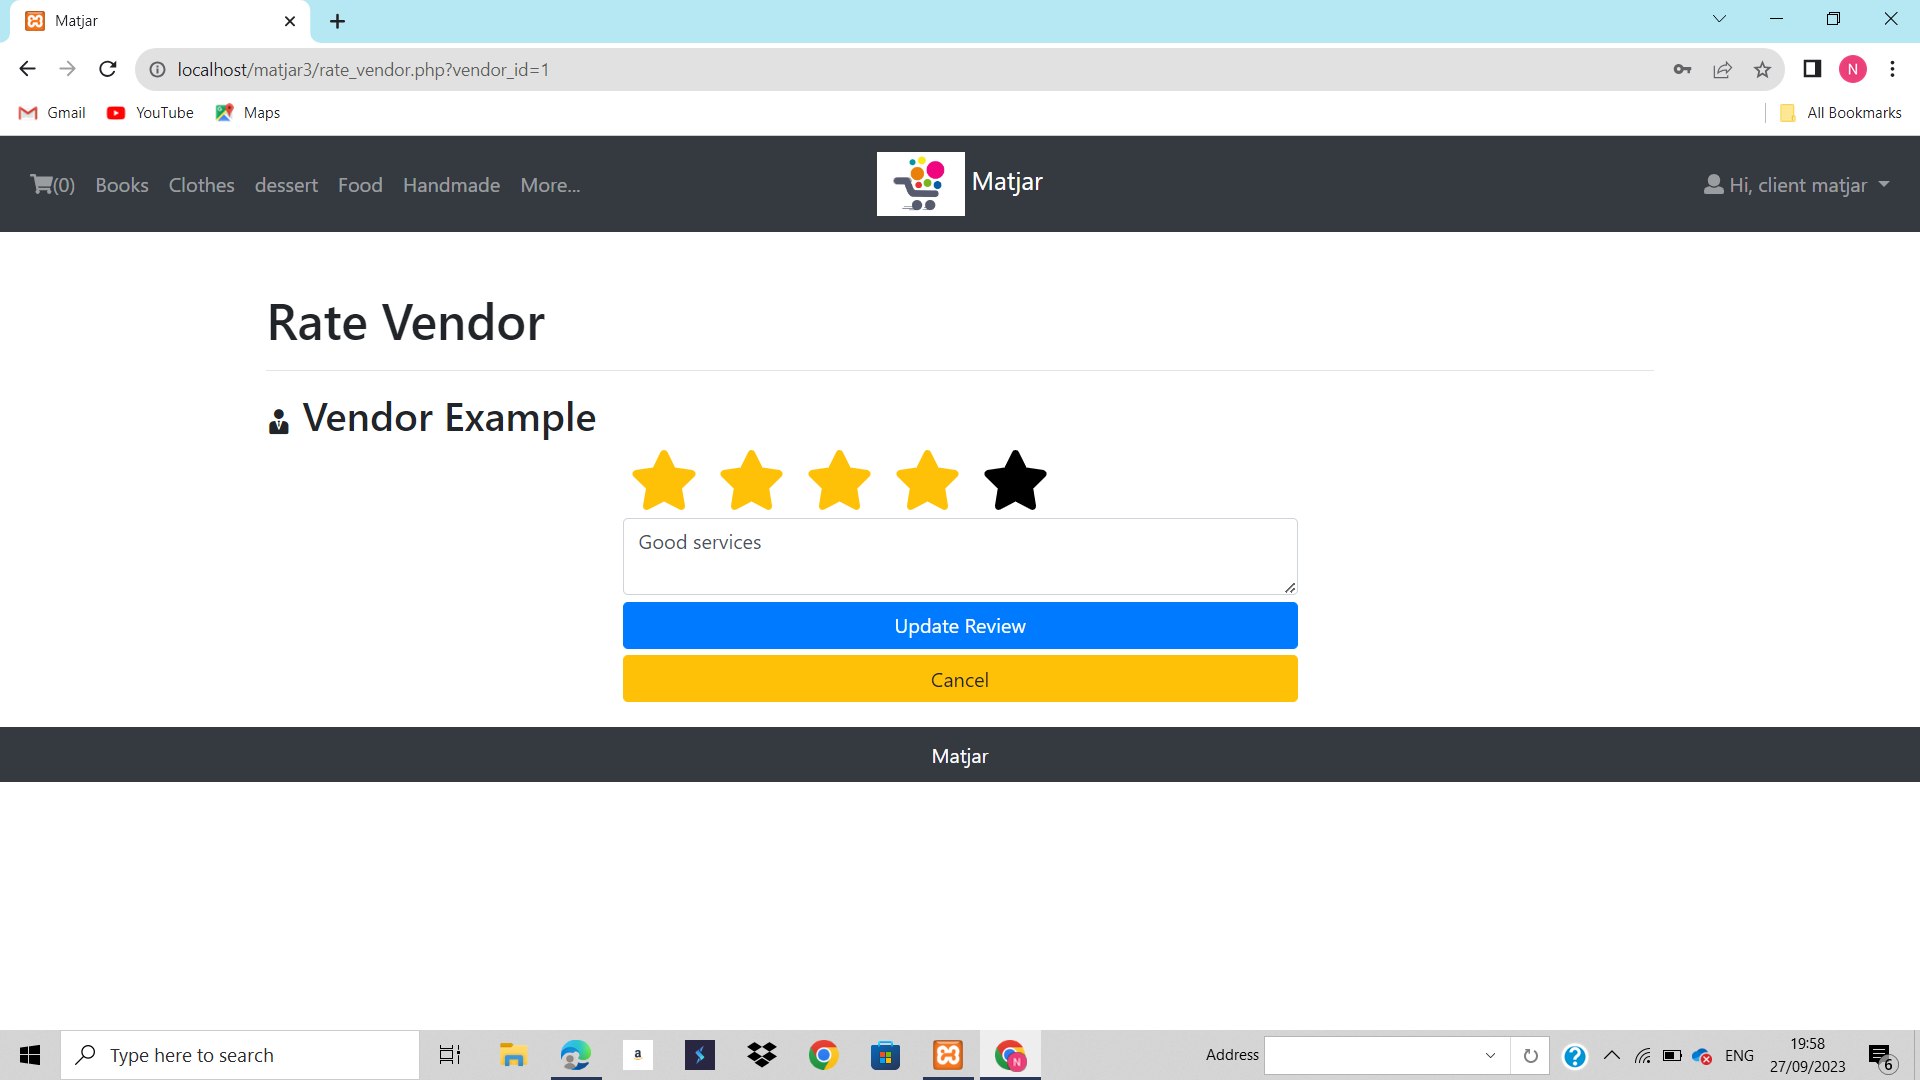 Matjar
localhost/matjar3/rate_vendor.php?vendor_id=1
N
Gmail YouTube Maps All Bookmarks
(0) Books Clothes dessert Food Handmade More... Matjar Hi, client matjar
Rate Vendor
Vendor Example
Good services
Update Review
Cancel
Matjar
Type here to search a N Address ENG 19:58
27/09/2023 6